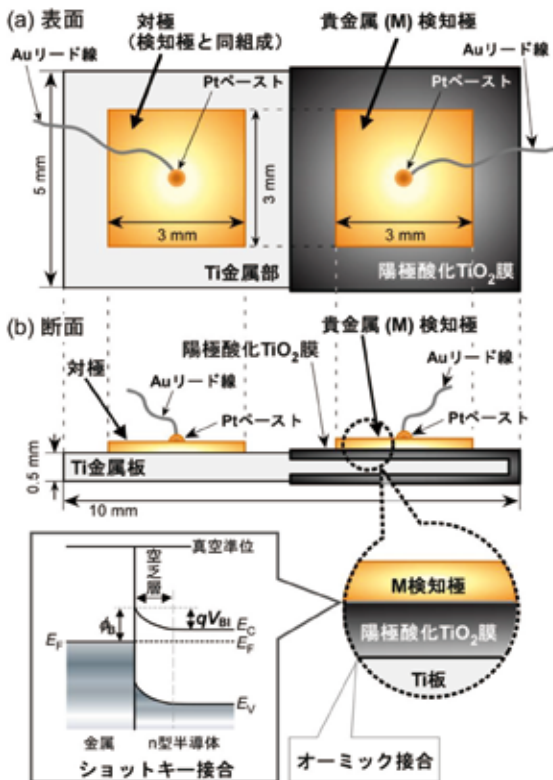 (a) 表面
対極
（検知極と同組成）
貴金属 (M) 検知極
Auリード線
Ptペースト
Ptペースト
Auリード線
5 mm
3 mm
3 mm
3 mm
Ti金属部
陽極酸化TiO₂膜
(b) 断面
貴金属 (M) 検知極
陽極酸化TiO₂膜
対極
Auリード線
Auリード線
Ptペースト
Ptペースト
0.5 mm
Ti金属板
10 mm
真空準位
空乏層
ϕB
qVBI
EC
EF
EF
EV
金属
n型半導体
ショットキー接合
M検知極
陽極酸化TiO₂膜
Ti板
オーミック接合